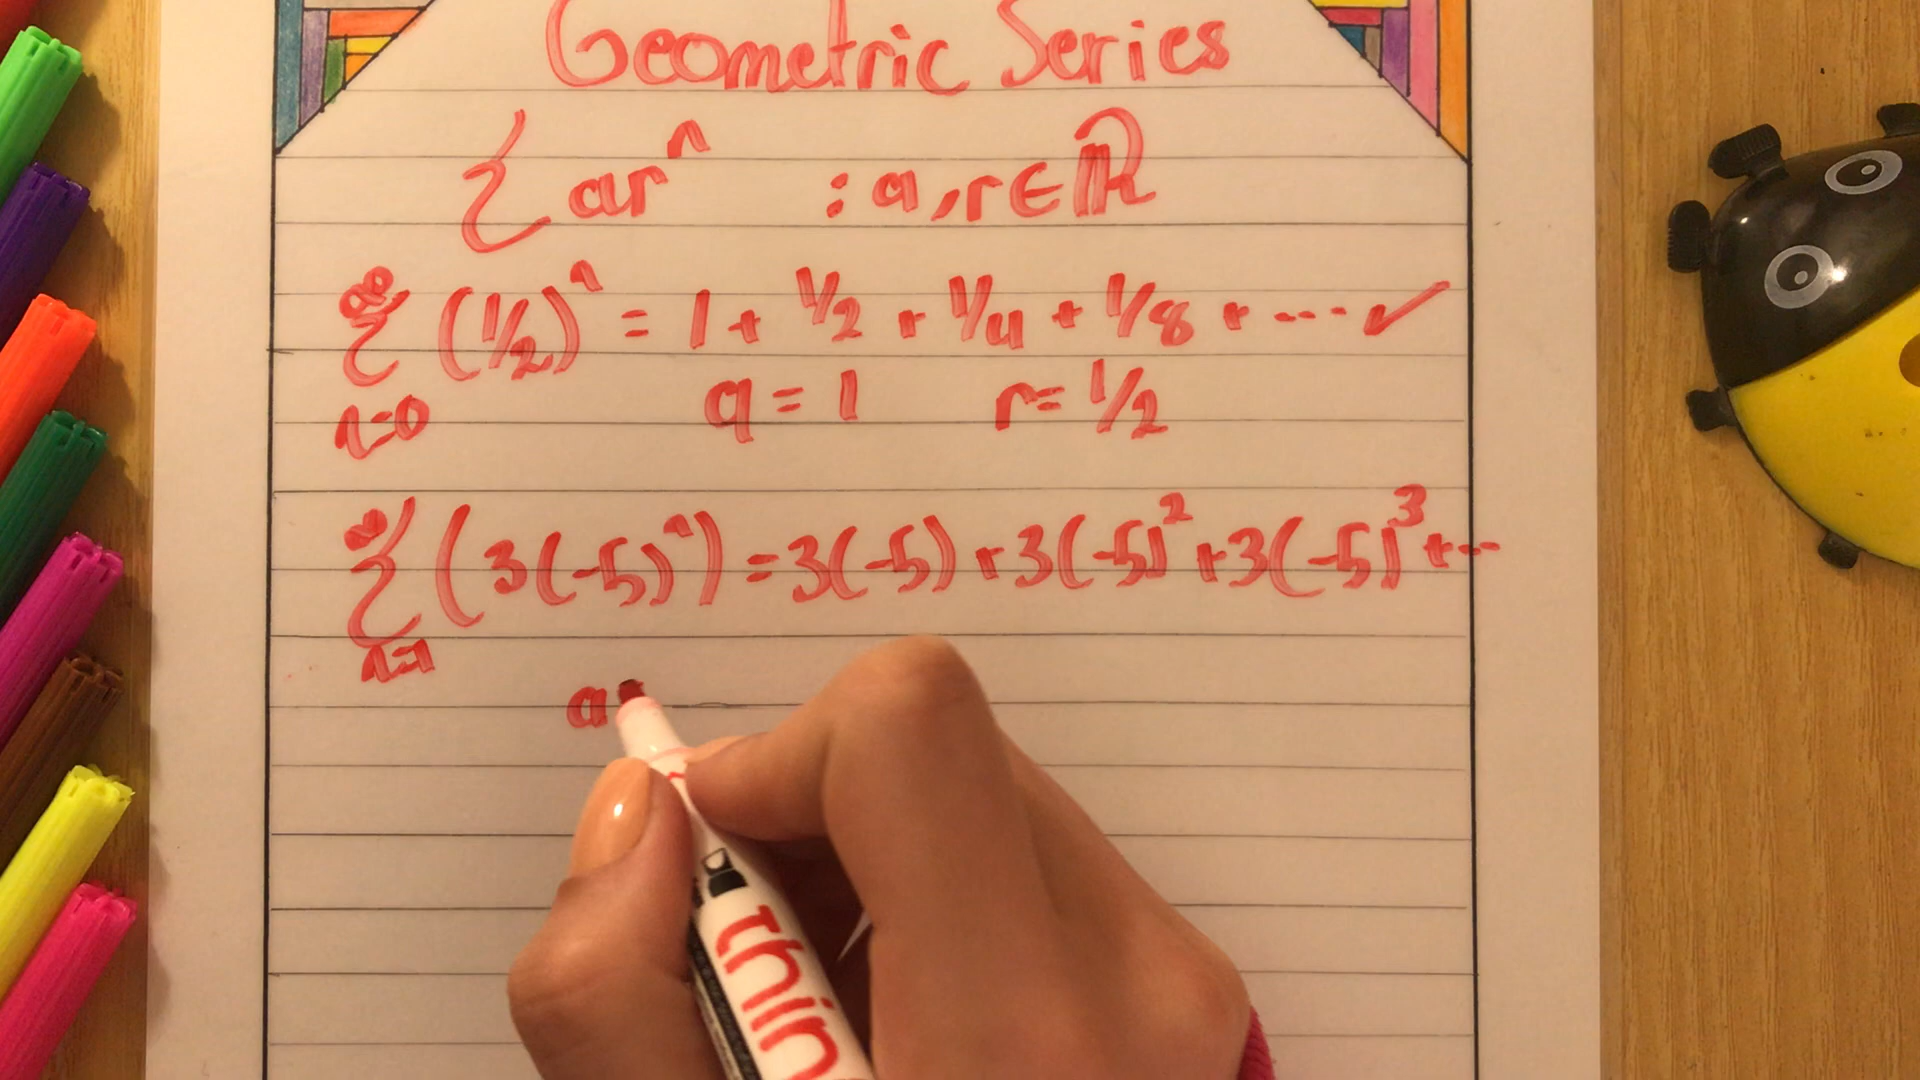 Geometric Series
∑ arⁿ : a, r ∈ ℝ
∞ ∑ n=0 (1/2)ⁿ = 1 + 1/2 + 1/4 + 1/8 + ... ✓
a = 1 r = 1/2
∞ ∑ n=1 (3(-5)ⁿ) = 3(-5) + 3(-5)² + 3(-5)³ + ...
a
thin